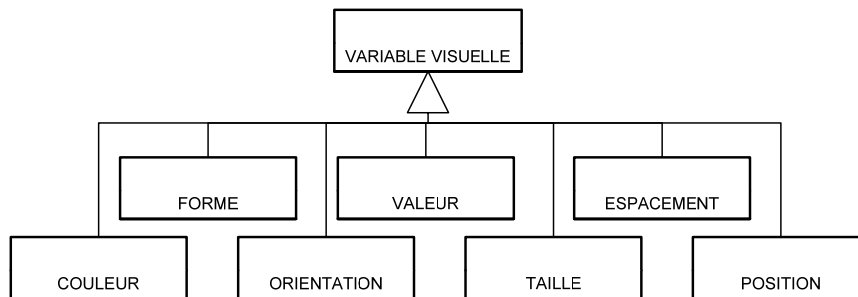 VARIABLE VISUELLE
FORME
VALEUR
ESPACEMENT
COULEUR
ORIENTATION
TAILLE
POSITION